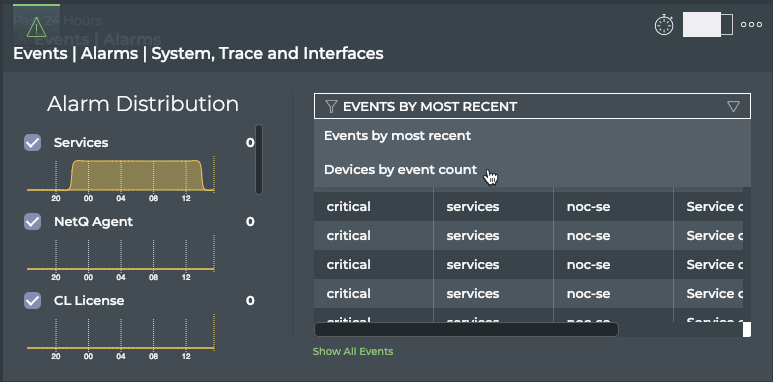 Past 24 Hours
Events | Alarms
Events | Alarms | System, Trace and Interfaces
Alarm Distribution
Services 0
20 00 04 08 12
NetQ Agent 0
20 00 04 08 12
CL License 0
20 00 04 08 12
EVENTS BY MOST RECENT
Events by most recent
Devices by event count
critical services noc-se Service c
critical services noc-se Service c
critical services noc-se Service c
critical services noc-se Service c
critical services noc-se Service c
Show All Events